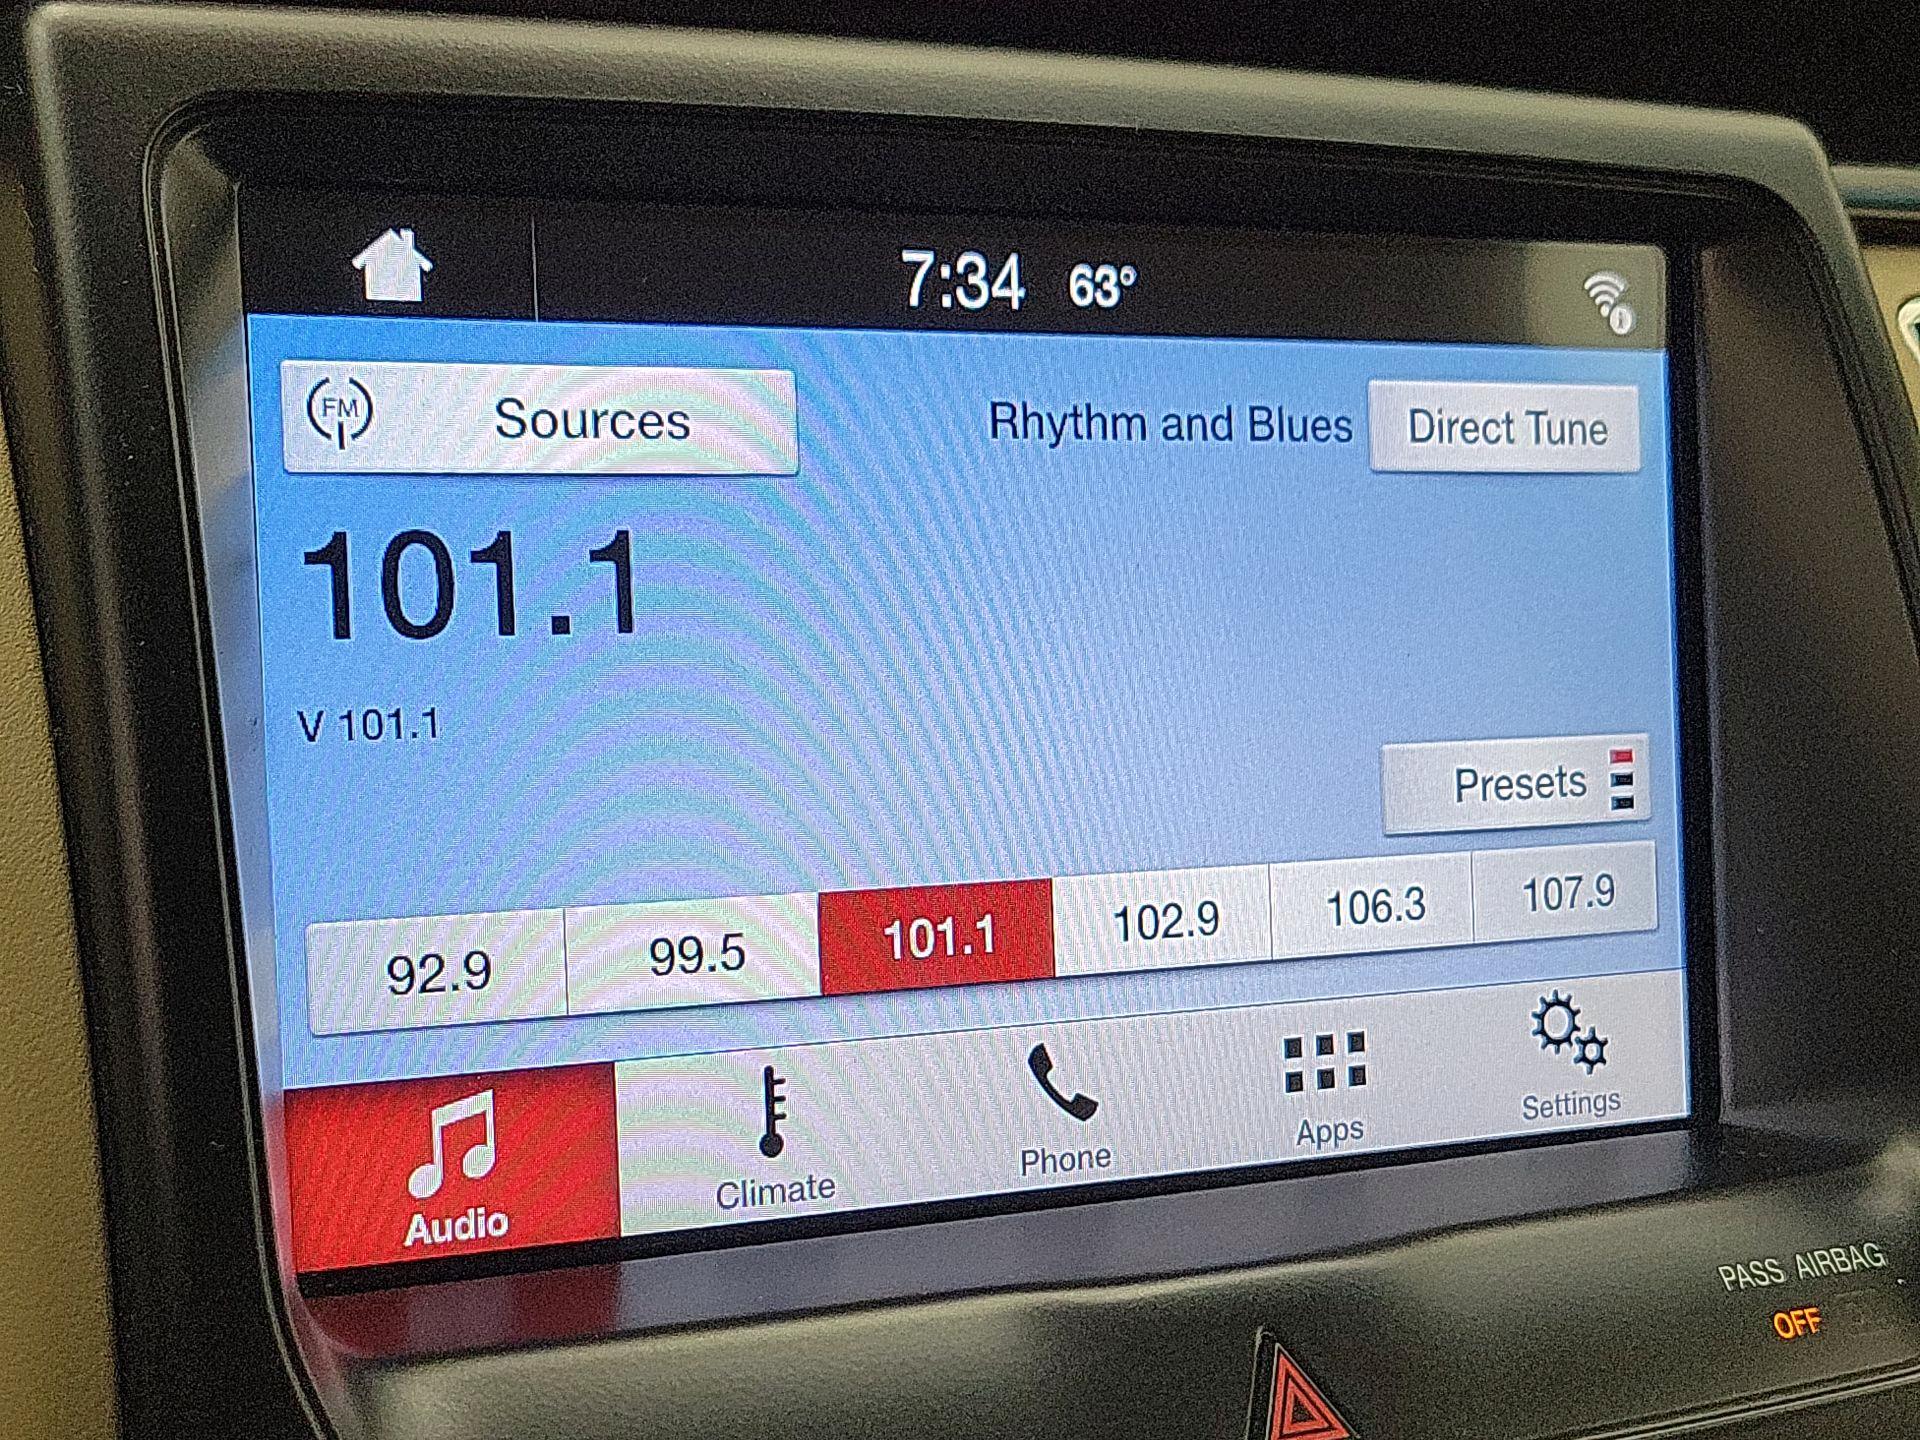 7:34 63°
FM Sources Rhythm and Blues Direct Tune
101.1
V 101.1
Presets
92.9 99.5 101.1 102.9 106.3 107.9
Audio Climate Phone Apps Settings
PASS AIRBAG
OFF